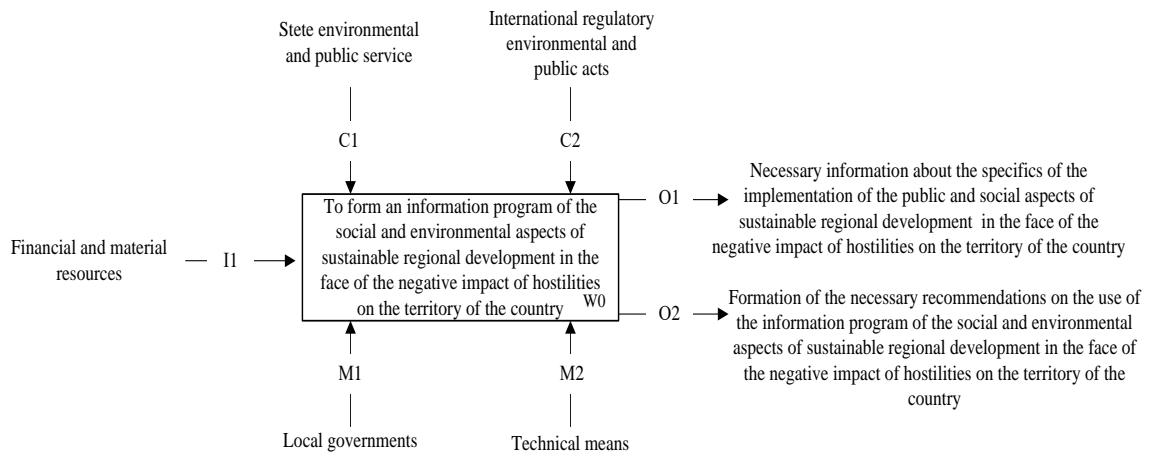 Stete environmental
and public service
International regulatory
environmental and
public acts
C1
C2
Financial and material
resources
I1
To form an information program of the
social and environmental aspects of
sustainable regional development in the
face of the negative impact of hostilities
on the territory of the country
W0
O1
Necessary information about the specifics of the
implementation of the public and social aspects of
sustainable regional development in the face of the
negative impact of hostilities on the territory of the country
O2
Formation of the necessary recommendations on the use of
the information program of the social and environmental
aspects of sustainable regional development in the face of
the negative impact of hostilities on the territory of the
country
M1
M2
Local governments
Technical means